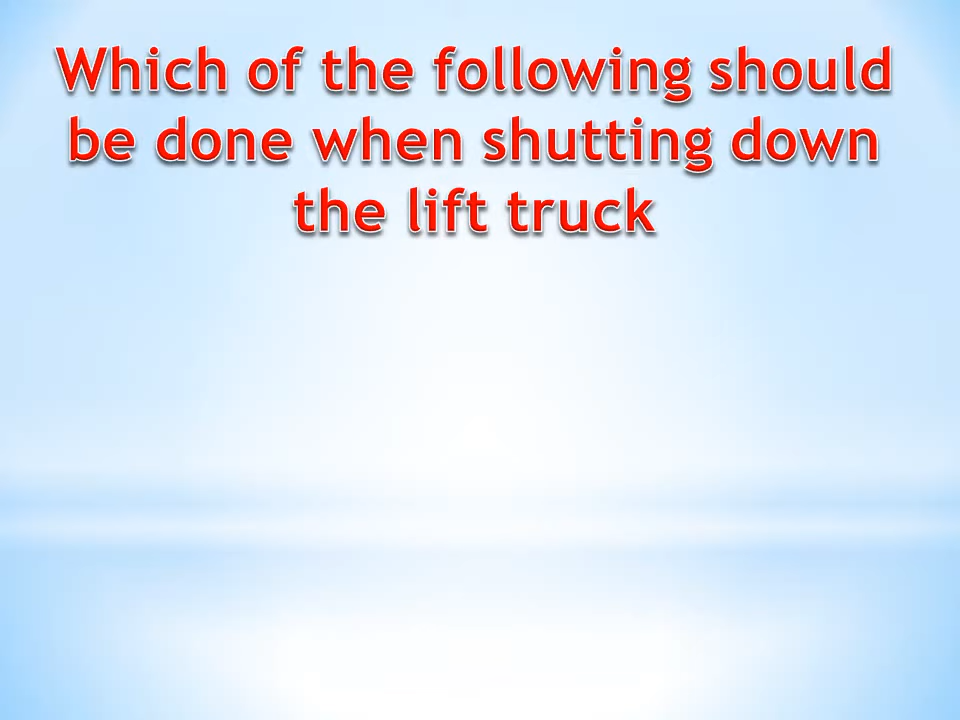 Which of the following should
be done when shutting down
the lift truck